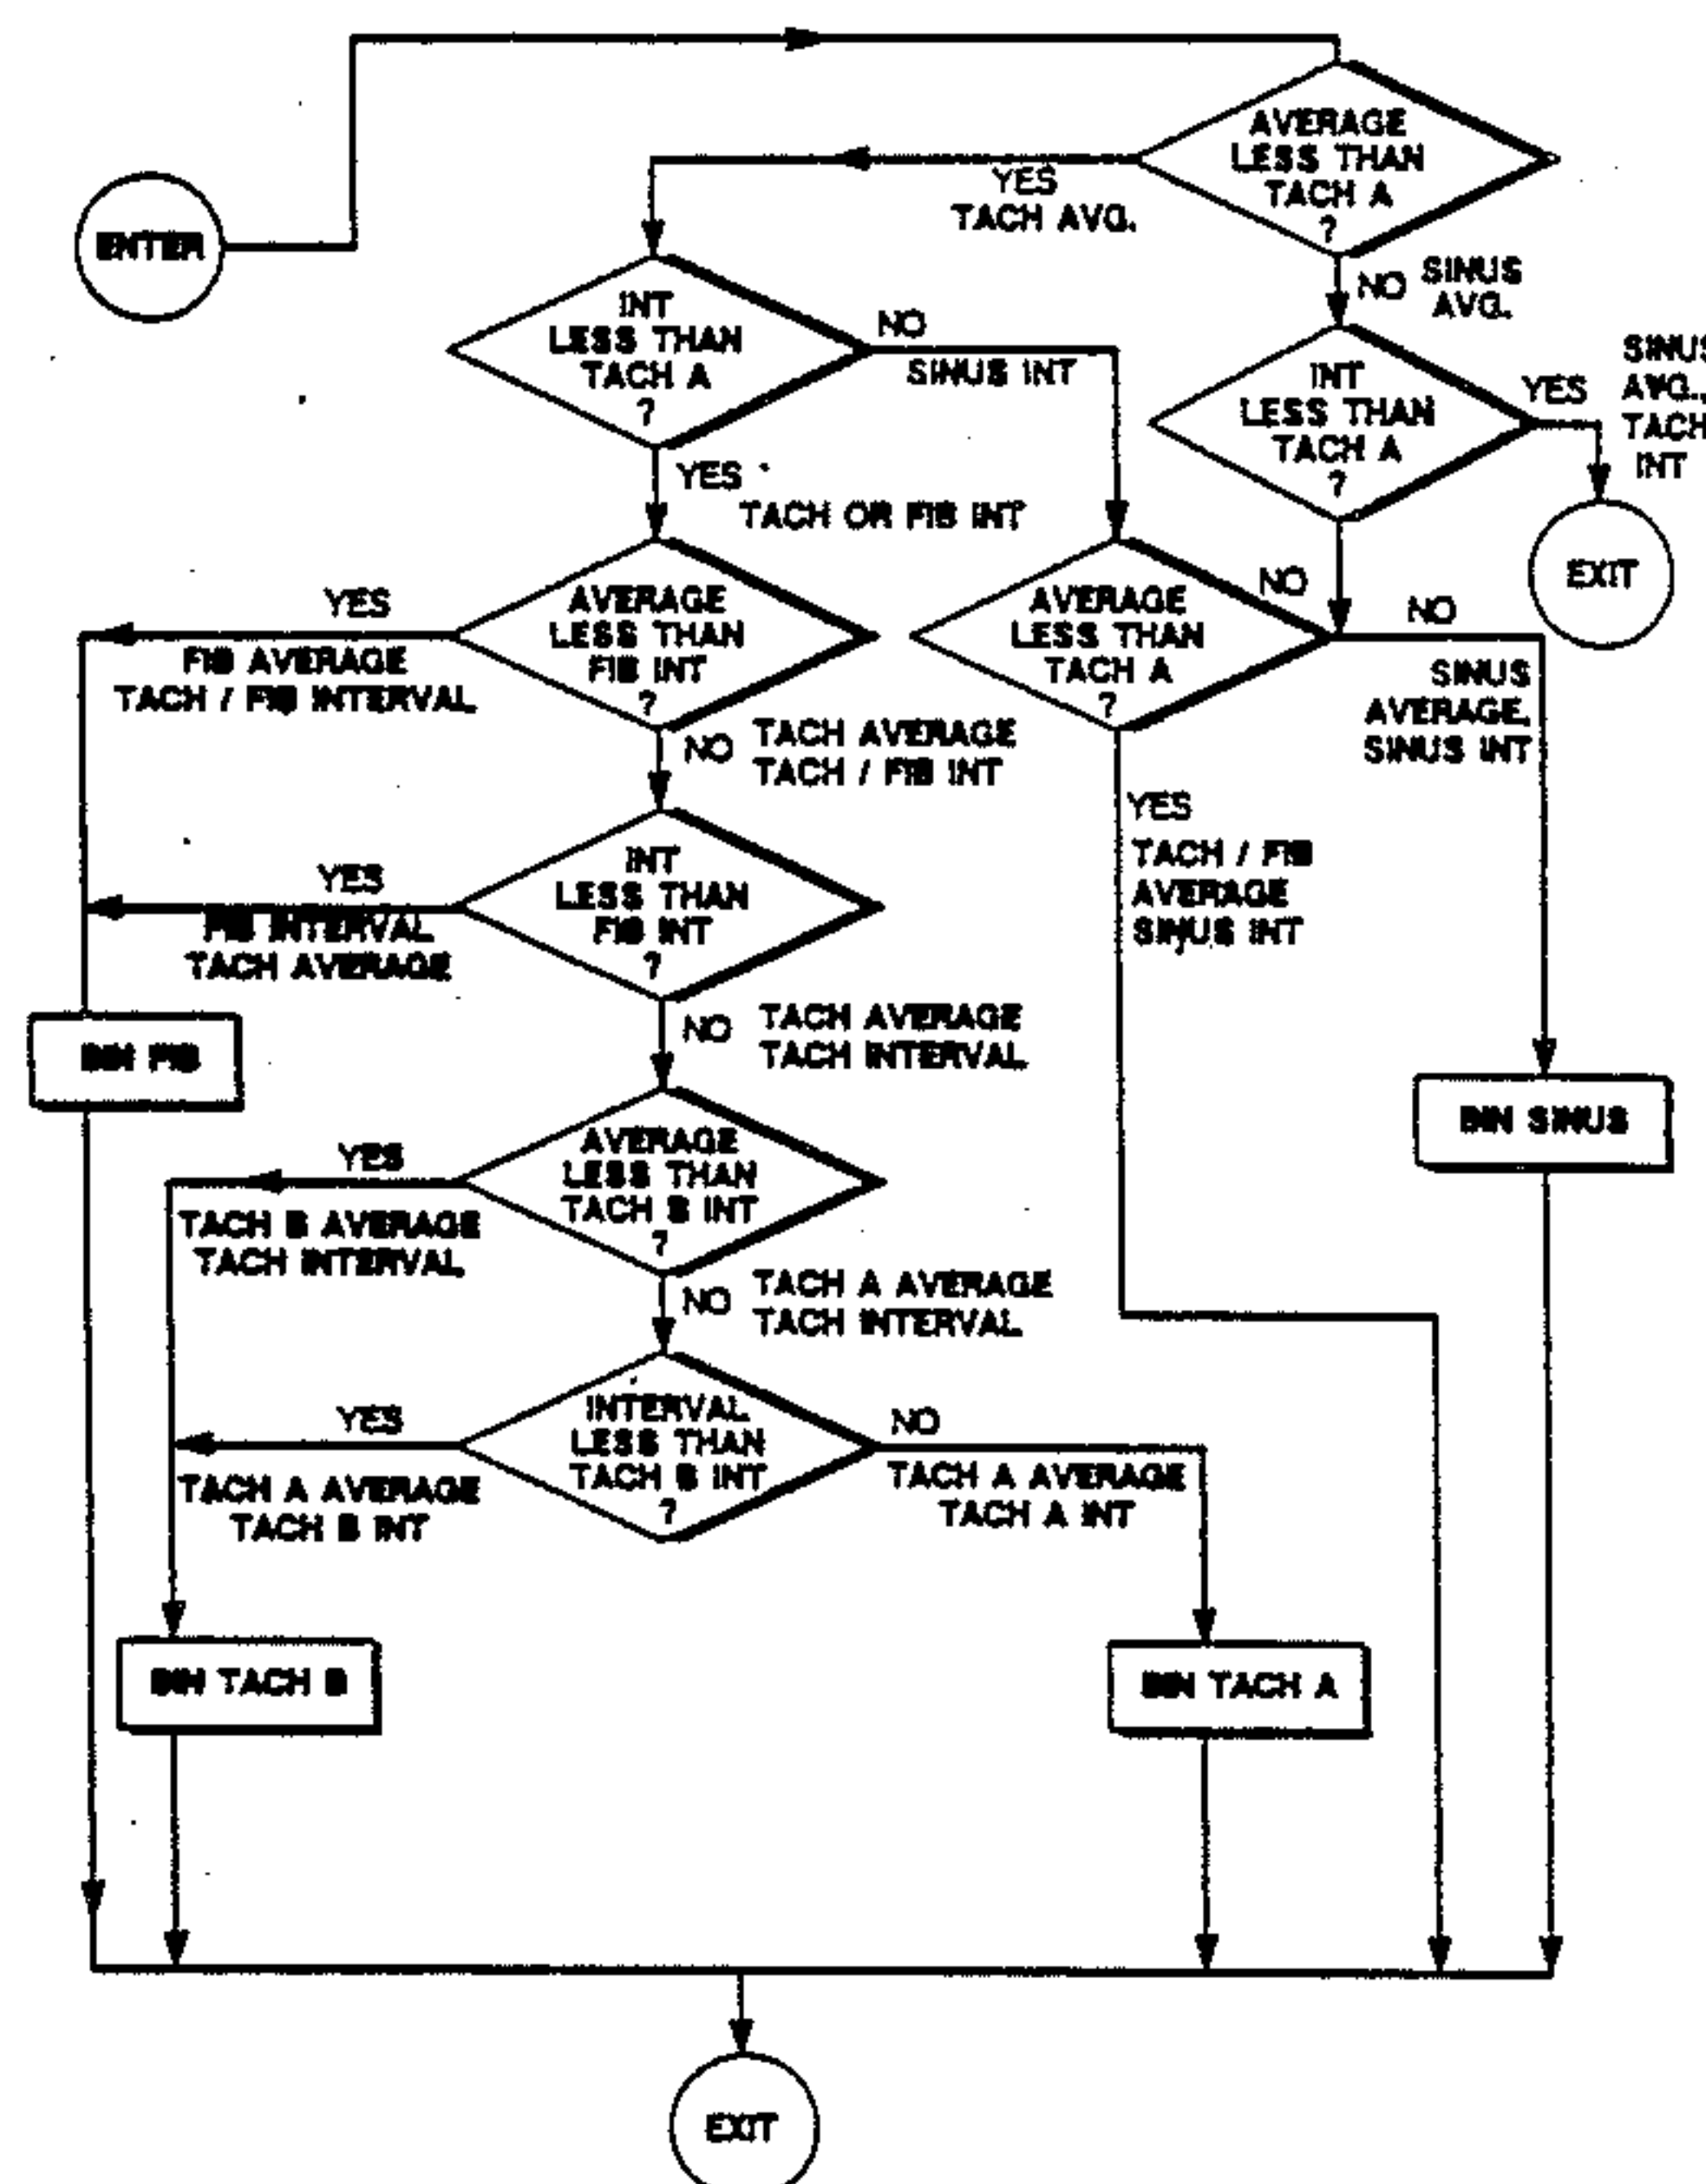 AVERAGE
LESS THAN
TACH A
?
ENTER
YES
TACH AVG.
NO SINUS
AVG.
INT
LESS THAN
TACH A
?
NO
SINUS INT
INT
LESS THAN
TACH A
?
YES
SINUS
AVG.,
TACH
INT
EXIT
YES
TACH OR FIB INT
AVERAGE
LESS THAN
FIB INT
?
YES
FIB AVERAGE
TACH / FIB INTERVAL
AVERAGE
LESS THAN
TACH A
?
NO
NO
SINUS
AVERAGE,
SINUS INT
NO TACH AVERAGE
TACH / FIB INT
YES
TACH / FIB
AVERAGE
SINUS INT
INT
LESS THAN
FIB INT
?
YES
FIB INTERVAL
TACH AVERAGE
NO TACH AVERAGE
TACH INTERVAL
BIN FIB
BIN SINUS
AVERAGE
LESS THAN
TACH B INT
?
YES
TACH B AVERAGE
TACH INTERVAL
NO TACH A AVERAGE
TACH INTERVAL
INTERVAL
LESS THAN
TACH B INT
?
YES
TACH A AVERAGE
TACH B INT
NO
TACH A AVERAGE
TACH A INT
BIN TACH B
BIN TACH A
EXIT